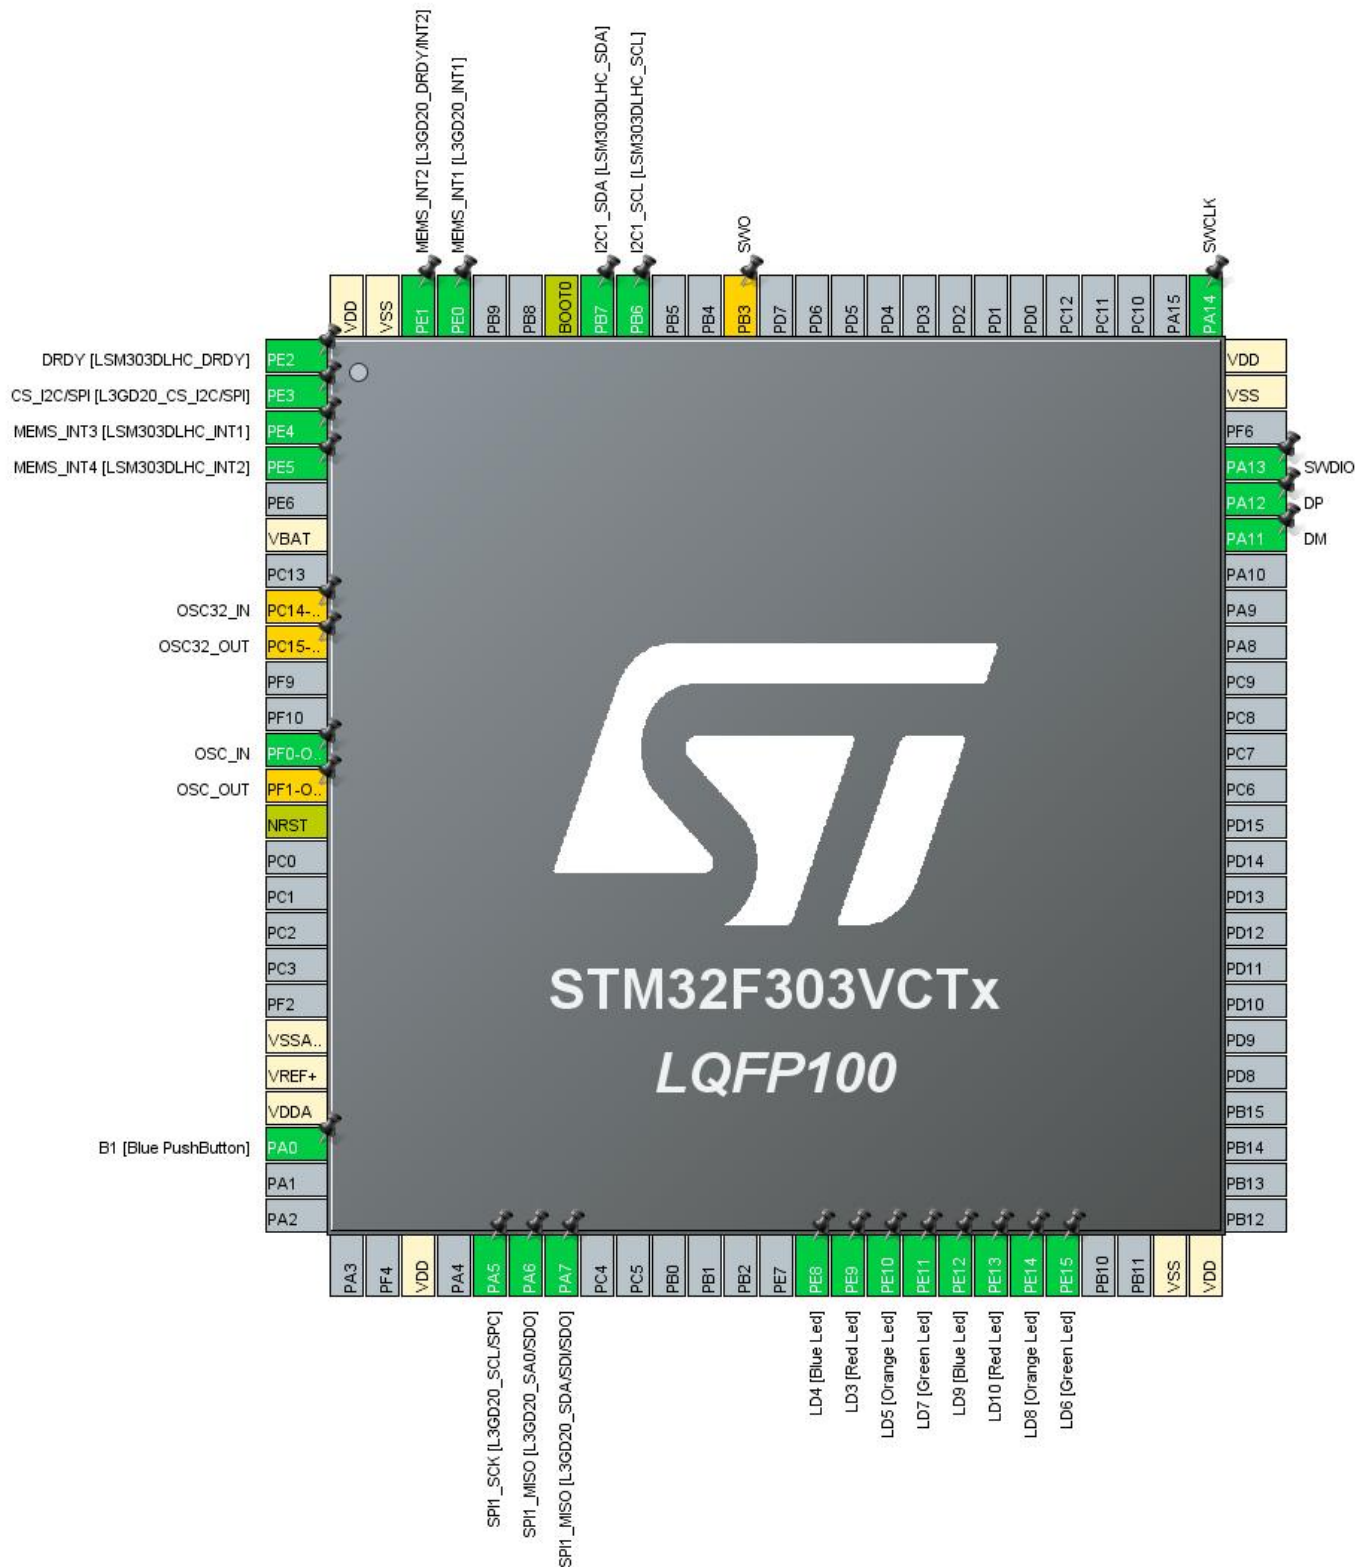 MEMS_INT2 [L3GD20_DRDY/INT2]
MEMS_INT1 [L3GD20_INT1]
I2C1_SDA [LSM303DLHC_SDA]
I2C1_SCL [LSM303DLHC_SCL]
SWO
SWCLK
VDD
VSS
PE1
PE0
PB9
PB8
BOOT0
PB7
PB6
PB5
PB4
PB3
PD7
PD6
PD5
PD4
PD3
PD2
PD1
PD0
PC12
PC11
PC10
PA15
PA14
DRDY [LSM303DLHC_DRDY] PE2
CS_I2C/SPI [L3GD20_CS_I2C/SPI] PE3
MEMS_INT3 [LSM303DLHC_INT1] PE4
MEMS_INT4 [LSM303DLHC_INT2] PE5
PE6
VBAT
PC13
OSC32_IN PC14-..
OSC32_OUT PC15-..
PF9
PF10
OSC_IN PF0-O..
OSC_OUT PF1-O..
NRST
PC0
PC1
PC2
PC3
PF2
VSSA..
VREF+
VDDA
B1 [Blue PushButton] PA0
PA1
PA2
STM32F303VCTx
LQFP100
VDD
VSS
PF6
PA13 SWDIO
PA12 DP
PA11 DM
PA10
PA9
PA8
PC9
PC8
PC7
PC6
PD15
PD14
PD13
PD12
PD11
PD10
PD9
PD8
PB15
PB14
PB13
PB12
PA3
PF4
VDD
PA4
PA5
PA6
PA7
PC4
PC5
PB0
PB1
PB2
PE7
PE8
PE9
PE10
PE11
PE12
PE13
PE14
PE15
PB10
PB11
VSS
VDD
SPI1_SCK [L3GD20_SCL/SPC]
SPI1_MISO [L3GD20_SA0/SDO]
SPI1_MISO [L3GD20_SDA/SDI/SDO]
LD4 [Blue Led]
LD3 [Red Led]
LD5 [Orange Led]
LD7 [Green Led]
LD9 [Blue Led]
LD10 [Red Led]
LD8 [Orange Led]
LD6 [Green Led]